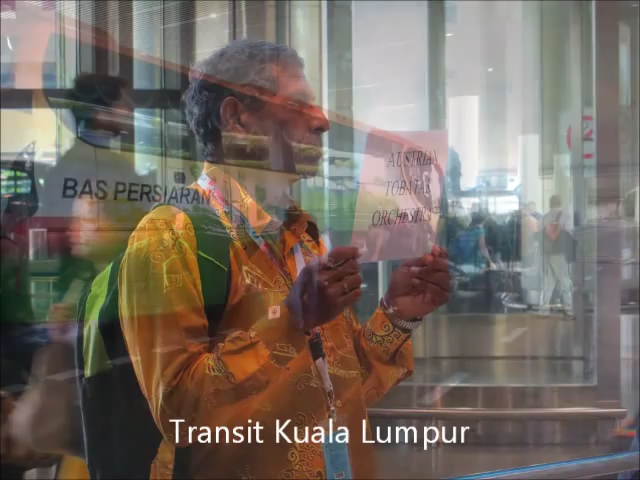 BAS PERSIARAN
AUSTRIAN
TOBATAK
ORCHESTRA
Transit Kuala Lumpur